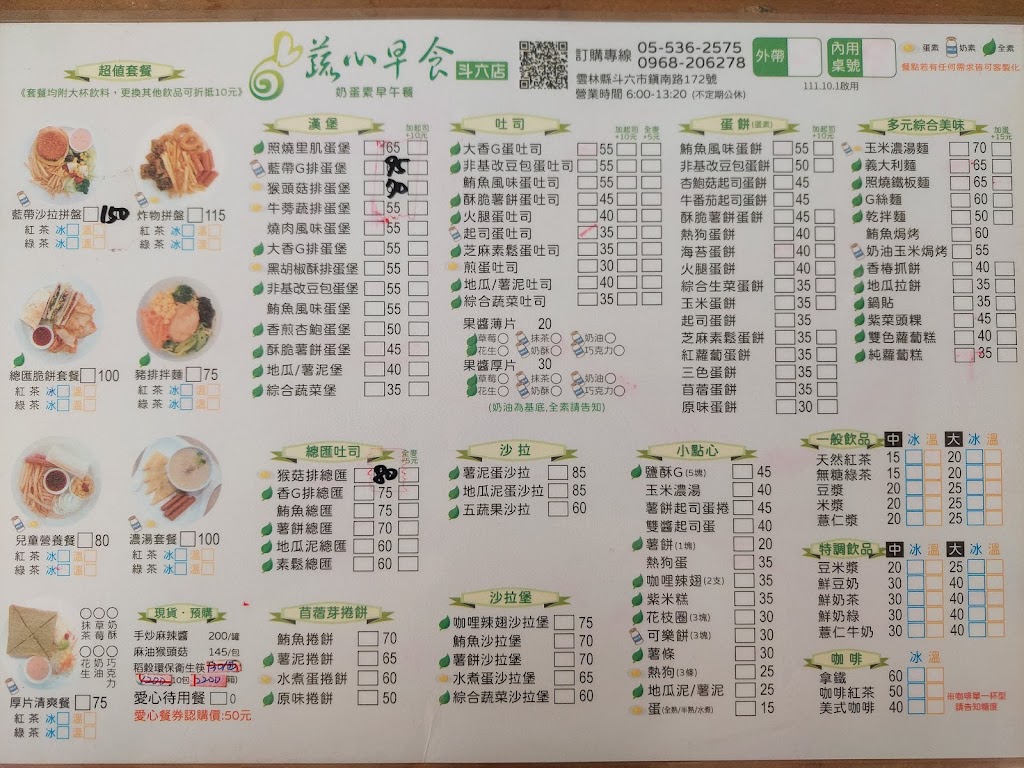 蔬心早食
斗六店
奶蛋素早午餐
訂購專線 05-536-2575
0968-206278
雲林縣斗六市鎮南路172號
營業時間 6:00-13:20 (不定期公休)
外帶
內用桌號
蛋素 奶素 全素
餐點若有任何需求皆可客製化
111.10.1啟用
超值套餐
《套餐均附大杯飲料，更換其他飲品可折抵10元》
藍帶沙拉拼盤 150
紅茶 冰 溫
綠茶 冰 溫
炸物拼盤 115
紅茶 冰 溫
綠茶 冰 溫
總匯脆餅套餐 100
紅茶 冰 溫
綠茶 冰 溫
豬排拌麵 75
紅茶 冰 溫
綠茶 冰 溫
兒童營養餐 80
紅茶 冰 溫
綠茶 冰 溫
濃湯套餐 100
紅茶 冰 溫
綠茶 冰 溫
抹茶 草莓 奶酥
花生 奶油 巧克力
厚片清爽餐 75
紅茶 冰 溫
綠茶 冰 溫
現貨．預購
手炒麻辣醬 200/罐
麻油猴頭菇 145/包
稻穀環保衛生筷
愛心待用餐 0
愛心餐券認購價:50元
漢堡
加起司+10元
照燒里肌蛋堡 65
藍帶G排蛋堡 95
猴頭菇排蛋堡 90
牛蒡蔬排蛋堡 55
燒肉風味蛋堡 55
大香G排蛋堡 55
黑胡椒酥排蛋堡 55
非基改豆包蛋堡 55
鮪魚風味蛋堡 55
香煎杏鮑蛋堡 50
酥脆薯餅蛋堡 45
地瓜/薯泥堡 40
綜合蔬菜堡 35
吐司
加起司+10元 全麥+5元
大香G蛋吐司 55
非基改豆包蛋吐司 55
鮪魚風味蛋吐司 55
酥脆薯餅蛋吐司 45
火腿蛋吐司 40
起司蛋吐司 35
芝麻素鬆蛋吐司 35
煎蛋吐司 30
地瓜/薯泥吐司 40
綜合蔬菜吐司 35
果醬薄片 20
草莓 抹茶 奶油
花生 奶酥 巧克力
果醬厚片 30
草莓 抹茶 奶油
花生 奶酥 巧克力
(奶油為基底,全素請告知)
蛋餅(蛋素)
加起司+10元
鮪魚風味蛋餅 55
非基改豆包蛋餅 50
杏鮑菇起司蛋餅 45
牛番茄起司蛋餅 45
酥脆薯餅蛋餅 45
熱狗蛋餅 40
海苔蛋餅 40
火腿蛋餅 40
綜合生菜蛋餅 35
玉米蛋餅 35
起司蛋餅 35
芝麻素鬆蛋餅 35
紅蘿蔔蛋餅 35
三色蛋餅 35
苜蓿蛋餅 35
原味蛋餅 30
多元綜合美味
加蛋+15元
玉米濃湯麵 70
義大利麵 65
照燒鐵板麵 65
G絲麵 60
乾拌麵 50
鮪魚焗烤 60
奶油玉米焗烤 55
香椿抓餅 40
地瓜拉餅 35
鍋貼 35
紫菜頭粿 45
雙色蘿蔔糕 40
純蘿蔔糕 35
總匯吐司
全麥+5元
猴菇排總匯 80
香G排總匯 75
鮪魚總匯 75
薯餅總匯 70
地瓜泥總匯 60
素鬆總匯 60
沙拉
薯泥蛋沙拉 85
地瓜泥蛋沙拉 85
五蔬果沙拉 60
苜蓿芽捲餅
鮪魚捲餅 70
薯泥捲餅 60
水煮蛋捲餅 60
原味捲餅 50
沙拉堡
咖哩辣翅沙拉堡 75
鮪魚沙拉堡 70
薯餅沙拉堡 70
水煮蛋沙拉堡 65
綜合蔬菜沙拉堡 60
小點心
鹽酥G(5塊) 45
玉米濃湯 40
薯餅起司蛋捲 45
雙醬起司蛋 40
薯餅(1塊) 20
熱狗蛋 35
咖哩辣翅(2支) 35
紫米糕 35
花枝圈(3塊) 30
可樂餅(3塊) 30
薯條 30
熱狗(3條) 25
地瓜泥/薯泥 25
蛋(全熟/半熟/水煮) 15
一般飲品 中 冰 溫 大 冰 溫
天然紅茶 15 20
無糖綠茶 15 20
豆漿 20 25
米漿 20 25
薏仁漿 20 25
特調飲品 中 冰 溫 大 冰 溫
豆米漿 20 25
鮮豆奶 30 40
鮮奶茶 30 40
鮮奶綠 30 40
薏仁牛奶 30 40
咖啡 冰 溫
拿鐵 60
咖啡紅茶 50
美式咖啡 40
※咖啡單一杯型
請告知糖度